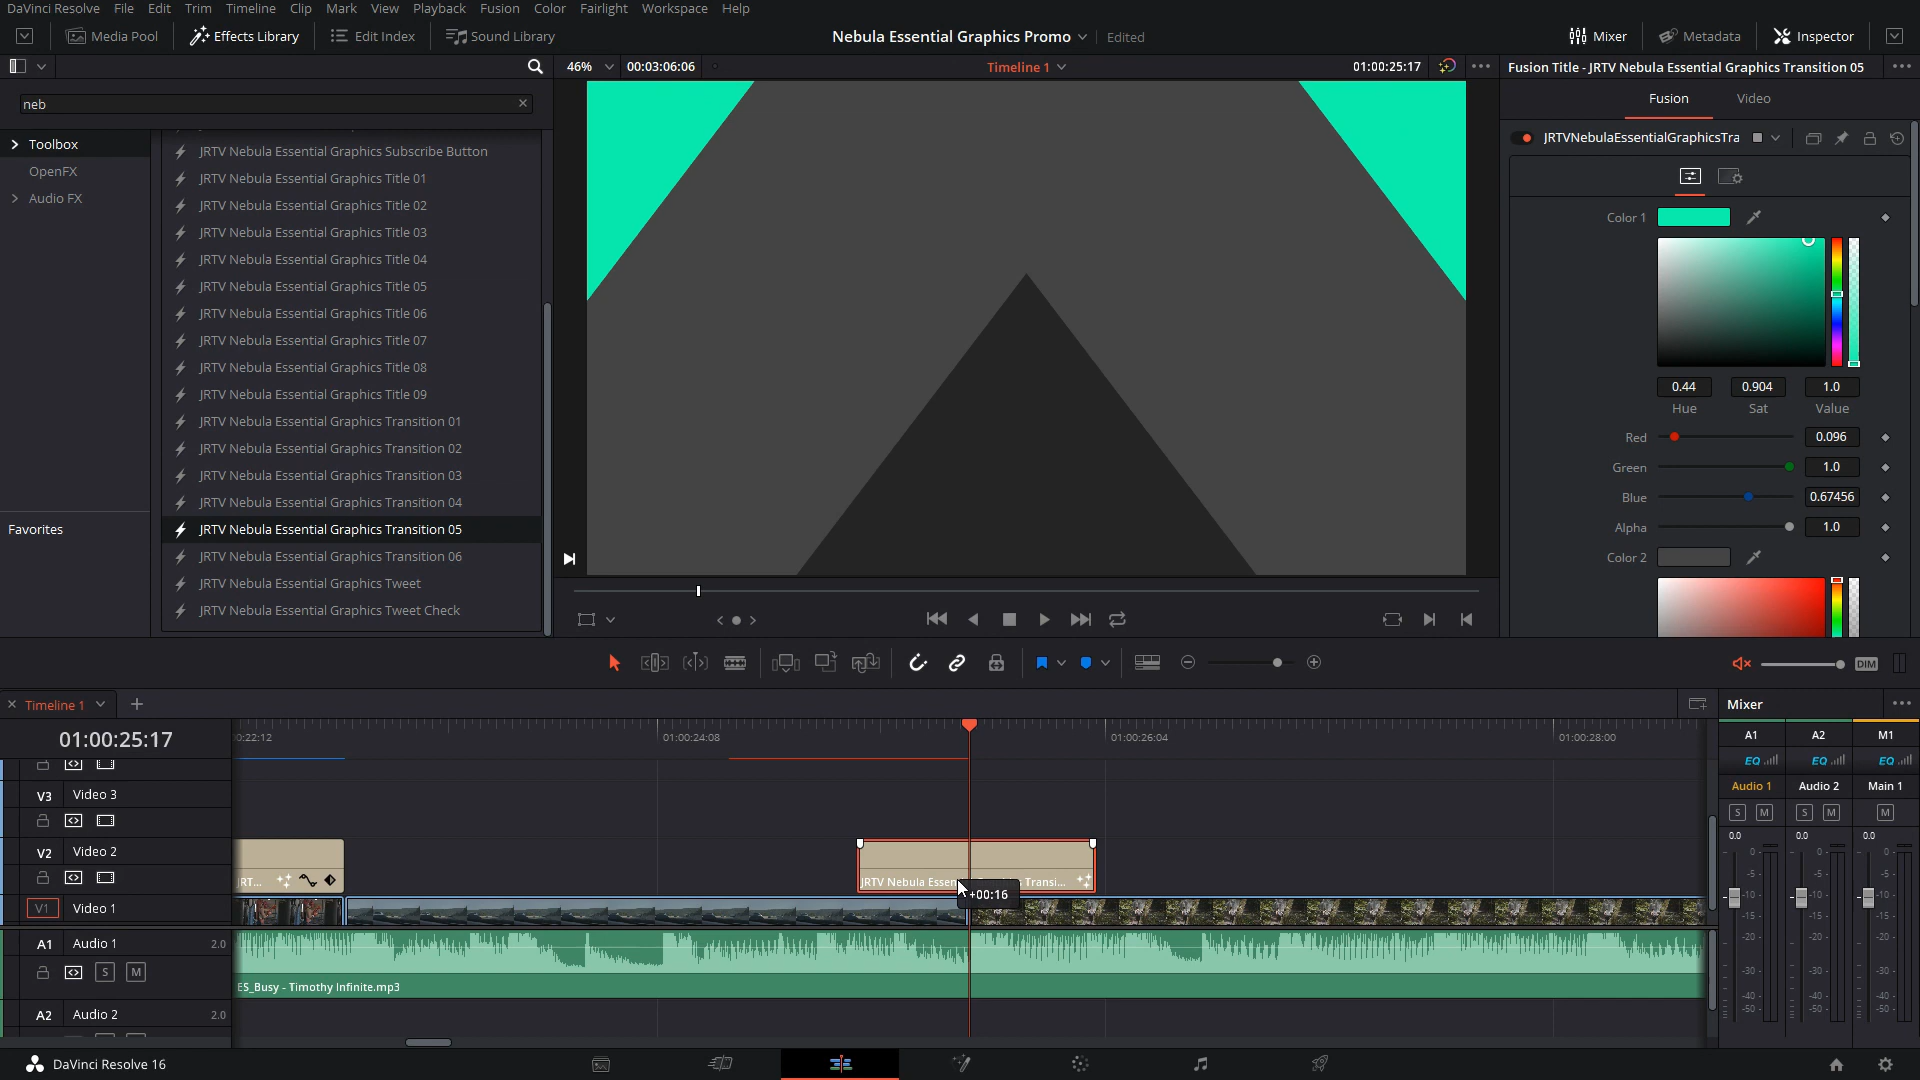 DaVinci Resolve File Edit Trim Timeline Clip Mark View Playback Fusion Color Fairlight Workspace Help
Media Pool Effects Library Edit Index Sound Library Nebula Essential Graphics Promo Edited Mixer Metadata Inspector
46% 00:03:06:06 Timeline 1 01:00:25:17 Fusion Title - JRTV Nebula Essential Graphics Transition 05
neb
Toolbox
OpenFX
Audio FX
Favorites
JRTV Nebula Essential Graphics Subscribe Button
JRTV Nebula Essential Graphics Title 01
JRTV Nebula Essential Graphics Title 02
JRTV Nebula Essential Graphics Title 03
JRTV Nebula Essential Graphics Title 04
JRTV Nebula Essential Graphics Title 05
JRTV Nebula Essential Graphics Title 06
JRTV Nebula Essential Graphics Title 07
JRTV Nebula Essential Graphics Title 08
JRTV Nebula Essential Graphics Title 09
JRTV Nebula Essential Graphics Transition 01
JRTV Nebula Essential Graphics Transition 02
JRTV Nebula Essential Graphics Transition 03
JRTV Nebula Essential Graphics Transition 04
JRTV Nebula Essential Graphics Transition 05
JRTV Nebula Essential Graphics Transition 06
JRTV Nebula Essential Graphics Tweet
JRTV Nebula Essential Graphics Tweet Check
Fusion Video
JRTVNebulaEssentialGraphicsTra
Color 1
0.44 0.904 1.0
Hue Sat Value
Red 0.096
Green 1.0
Blue 0.67456
Alpha 1.0
Color 2
DIM
Timeline 1
01:00:25:17
:00:22:12 01:00:24:08 01:00:26:04 01:00:28:00
V3 Video 3
V2 Video 2
JRT...
JRTV Nebula Essen Transi...
+00:16
V1 Video 1
A1 Audio 1 2.0
S M
ES_Busy - Timothy Infinite.mp3
A2 Audio 2 2.0
Mixer
A1 A2 M1
EQ EQ EQ
Audio 1 Audio 2 Main 1
S M S M M
0.0 0.0 0.0
0 0 0
-5 -5 -5
-10 -10 -10
-15 -15 -15
-20 -20 -20
-30 -30 -30
-40 -40 -40
-50 -50 -50
DaVinci Resolve 16